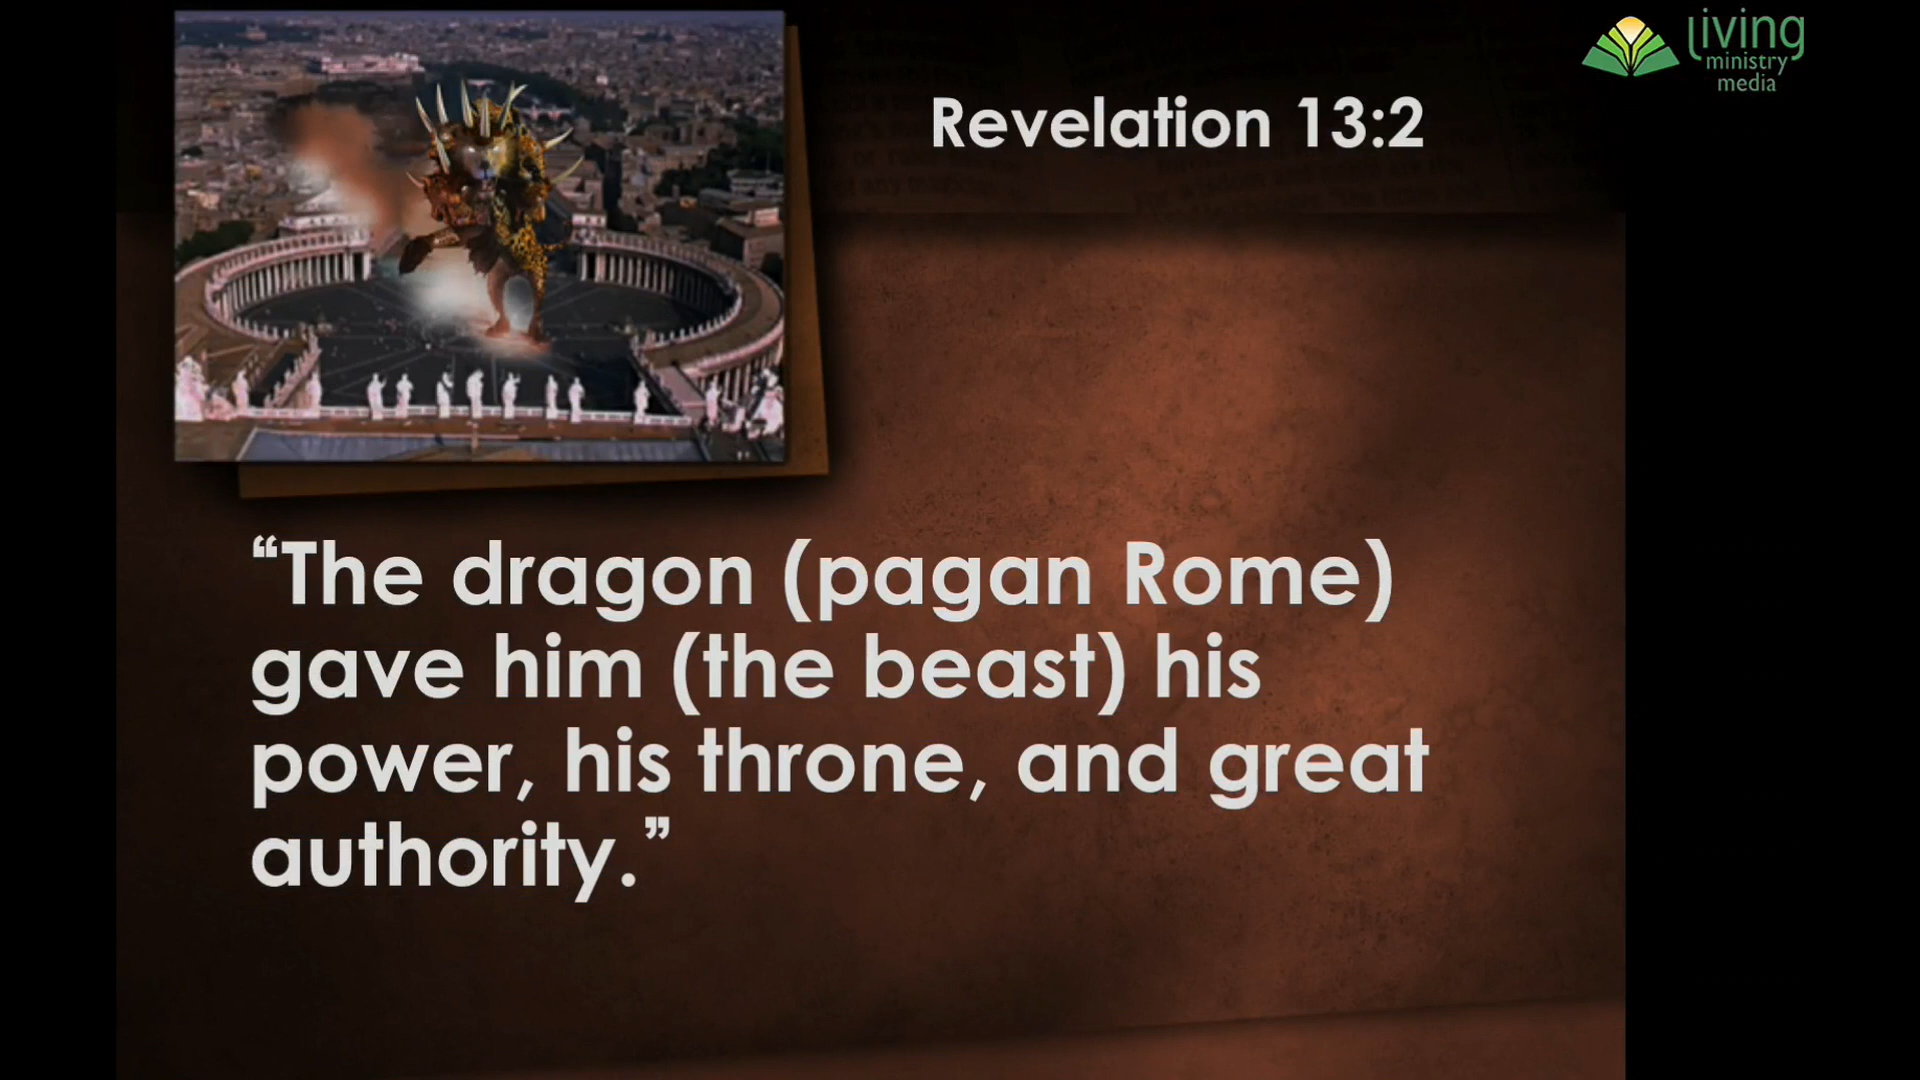 living
ministry
media
Revelation 13:2
“The dragon (pagan Rome)
gave him (the beast) his
power, his throne, and great
authority.”